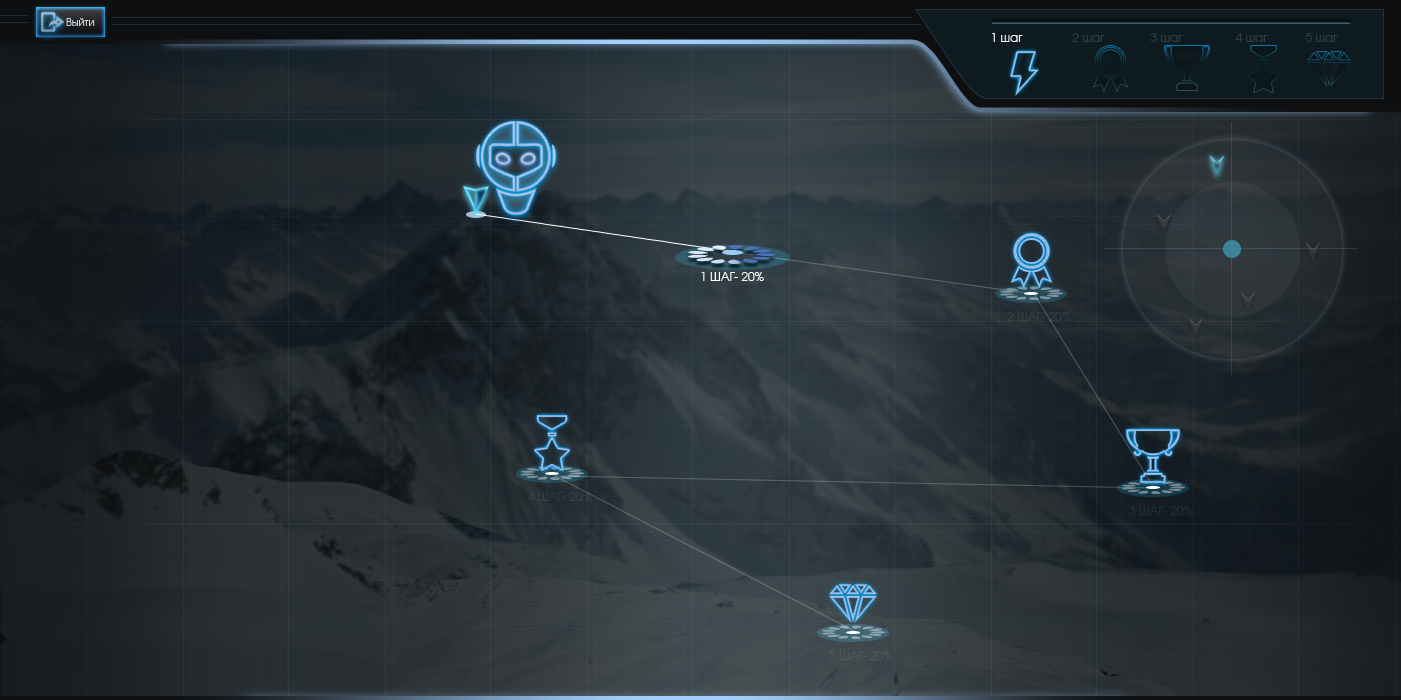 Выйти
1 шаг
2 шаг
3 шаг
4 шаг
5 шаг
1 ШАГ- 20%
2 ШАГ- 20%
4 ШАГ- 20%
3 ШАГ- 20%
5 ШАГ- 20%